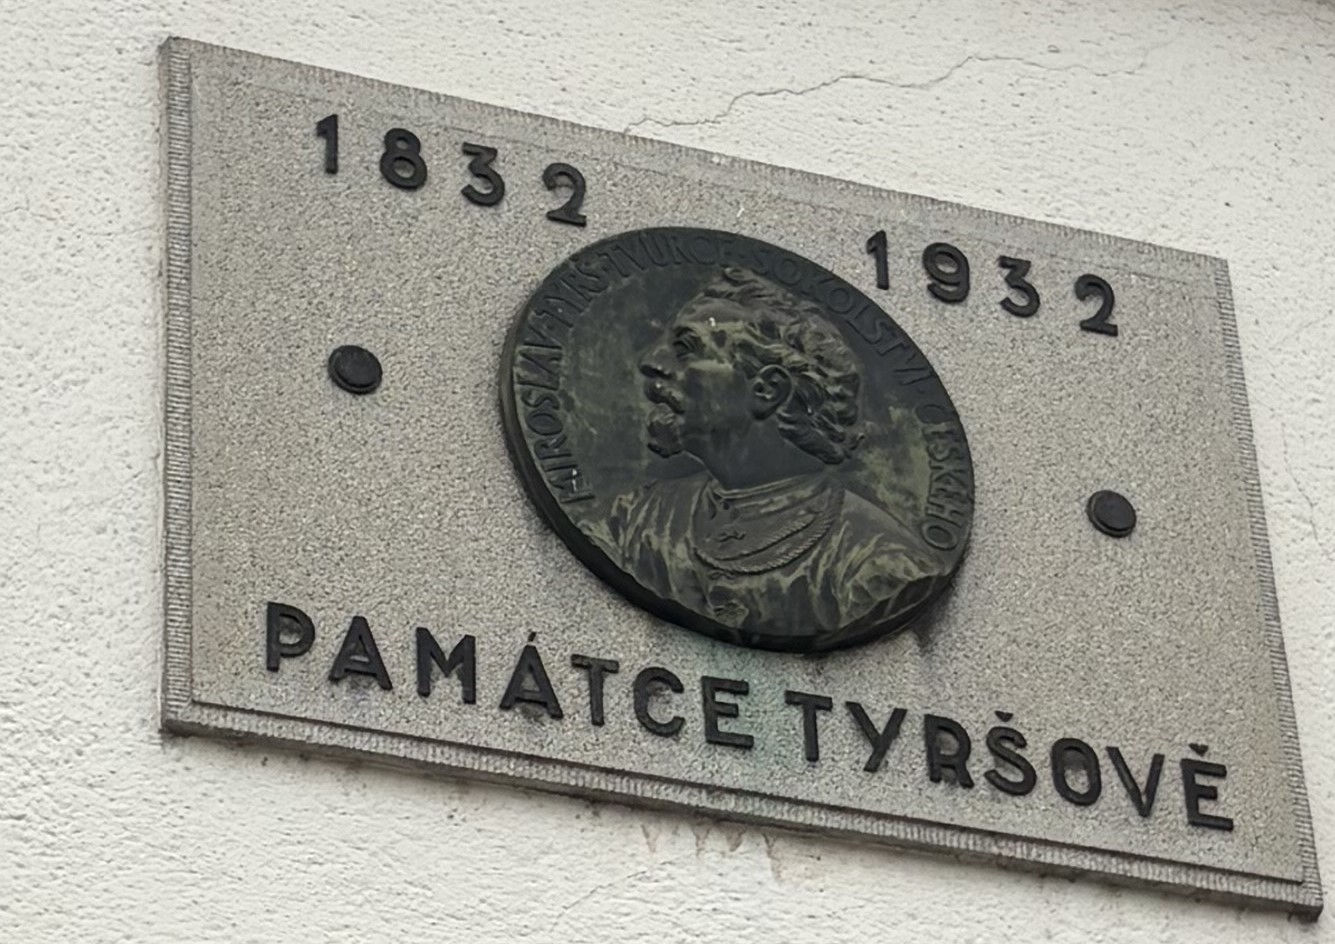 1832 1932
MIROSLAV·TYRŠ·TVŮRCE·SOKOLSTVA·ČESKÉHO
PAMÁTCE TYRŠOVĚ